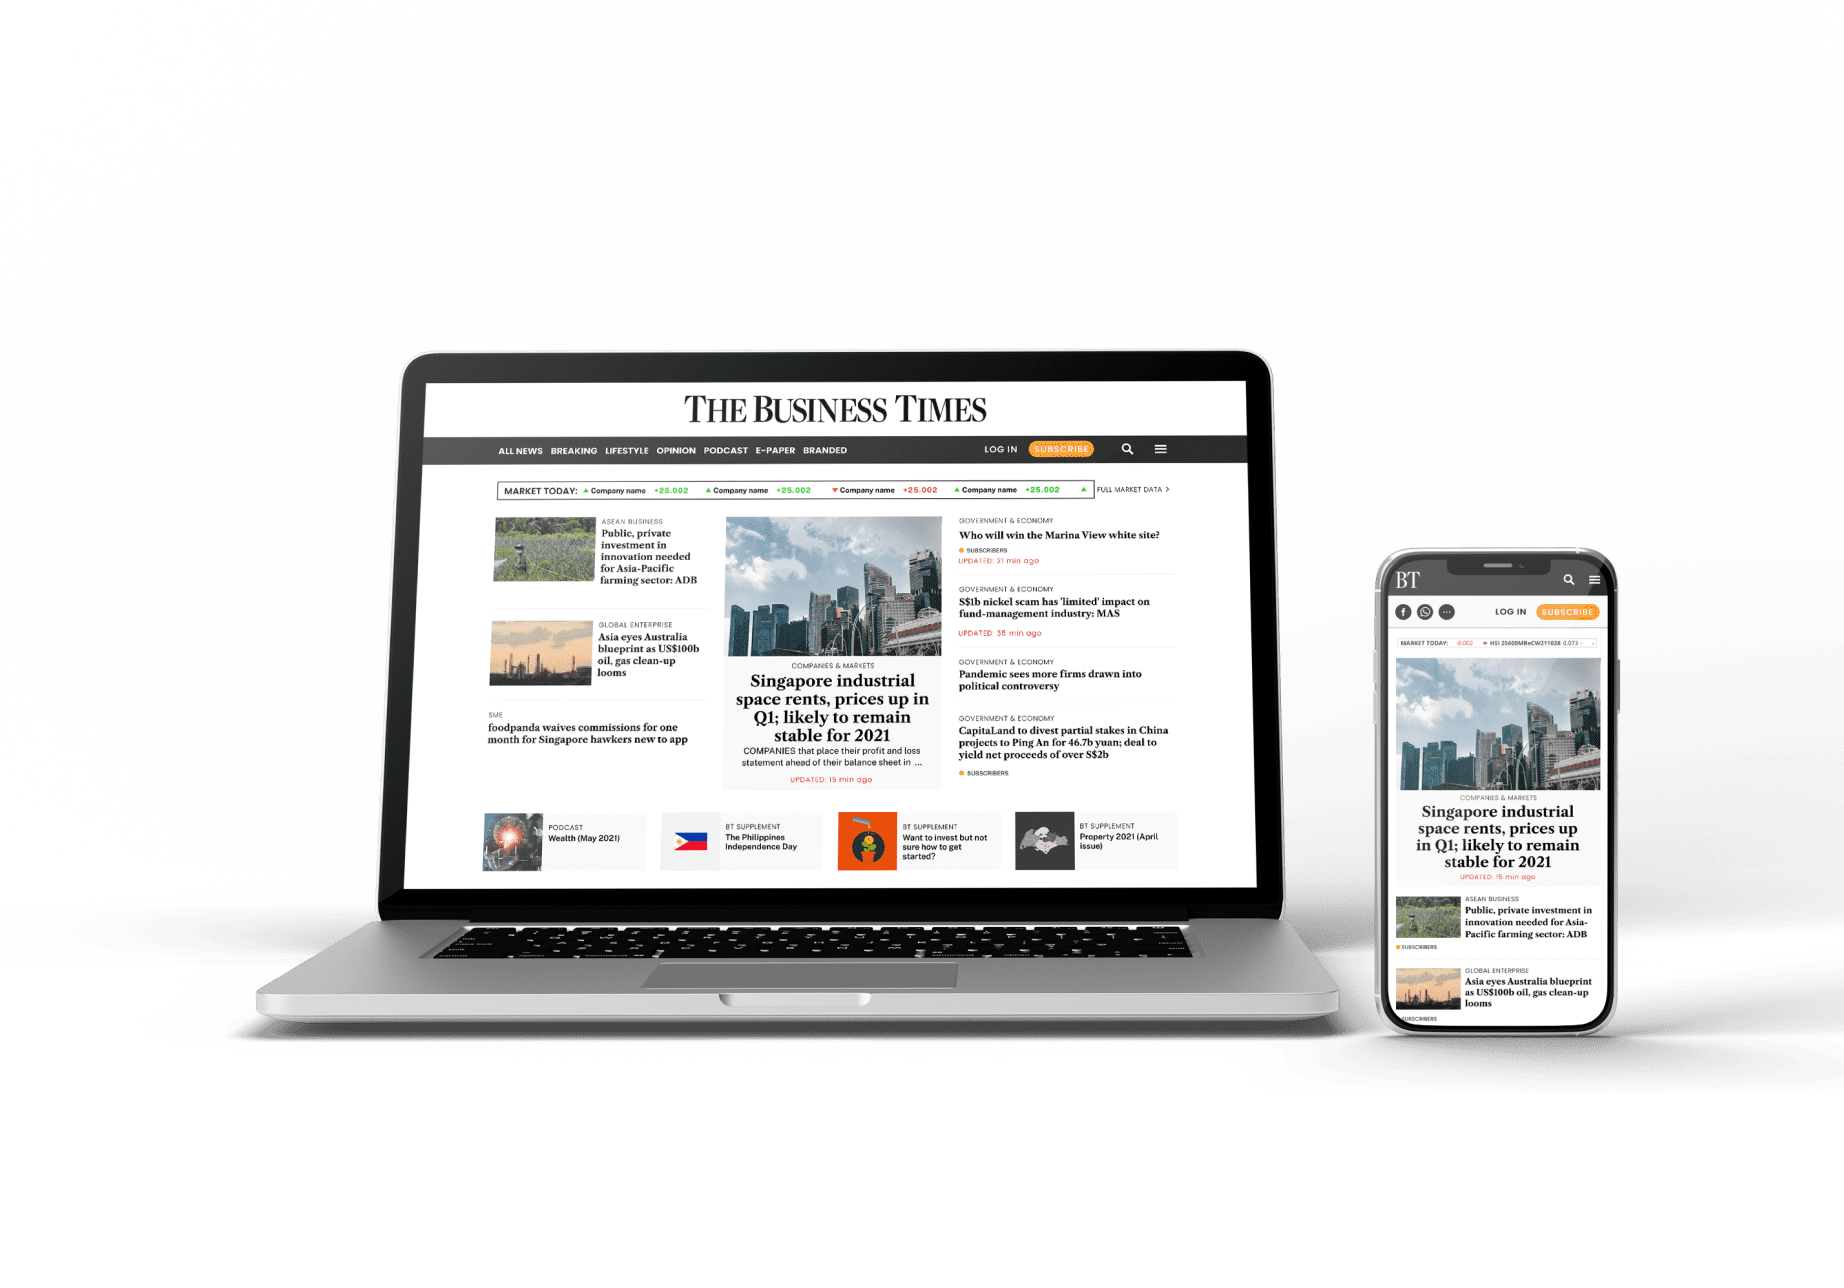 THE BUSINESS TIMES
ALL NEWS BREAKING LIFESTYLE OPINION PODCAST E-PAPER BRANDED LOG IN SUBSCRIBE
MARKET TODAY: Company name +25.002 Company name +25.002 Company name +25.002 Company name +25.002 FULL MARKET DATA >
ASEAN BUSINESS
Public, private
investment in
innovation needed
for Asia-Pacific
farming sector: ADB
GLOBAL ENTERPRISE
Asia eyes Australia
blueprint as US$100b
oil, gas clean-up
looms
SME
foodpanda waives commissions for one
month for Singapore hawkers new to app
COMPANIES & MARKETS
Singapore industrial
space rents, prices up in
Q1; likely to remain
stable for 2021
COMPANIES that place their profit and loss
statement ahead of their balance sheet in ...
UPDATED: 15 min ago
GOVERNMENT & ECONOMY
Who will win the Marina View white site?
SUBSCRIBERS
UPDATED: 21 min ago
GOVERNMENT & ECONOMY
S$1b nickel scam has 'limited' impact on
fund-management industry: MAS
UPDATED: 35 min ago
GOVERNMENT & ECONOMY
Pandemic sees more firms drawn into
political controversy
GOVERNMENT & ECONOMY
CapitaLand to divest partial stakes in China
projects to Ping An for 46.7b yuan; deal to
yield net proceeds of over S$2b
SUBSCRIBERS
PODCAST
Wealth (May 2021)
BT SUPPLEMENT
The Philippines
Independence Day
BT SUPPLEMENT
Want to invest but not
sure how to get
started?
BT SUPPLEMENT
Property 2021 (April
issue)
BT
LOG IN SUBSCRIBE
MARKET TODAY: -0.002 HSI 25600MBeCW211028 0.073 -
COMPANIES & MARKETS
Singapore industrial
space rents, prices up
in Q1; likely to remain
stable for 2021
UPDATED: 15 min ago
ASEAN BUSINESS
Public, private investment in
innovation needed for Asia-
Pacific farming sector: ADB
SUBSCRIBERS
GLOBAL ENTERPRISE
Asia eyes Australia blueprint
as US$100b oil, gas clean-up
looms
SUBSCRIBERS